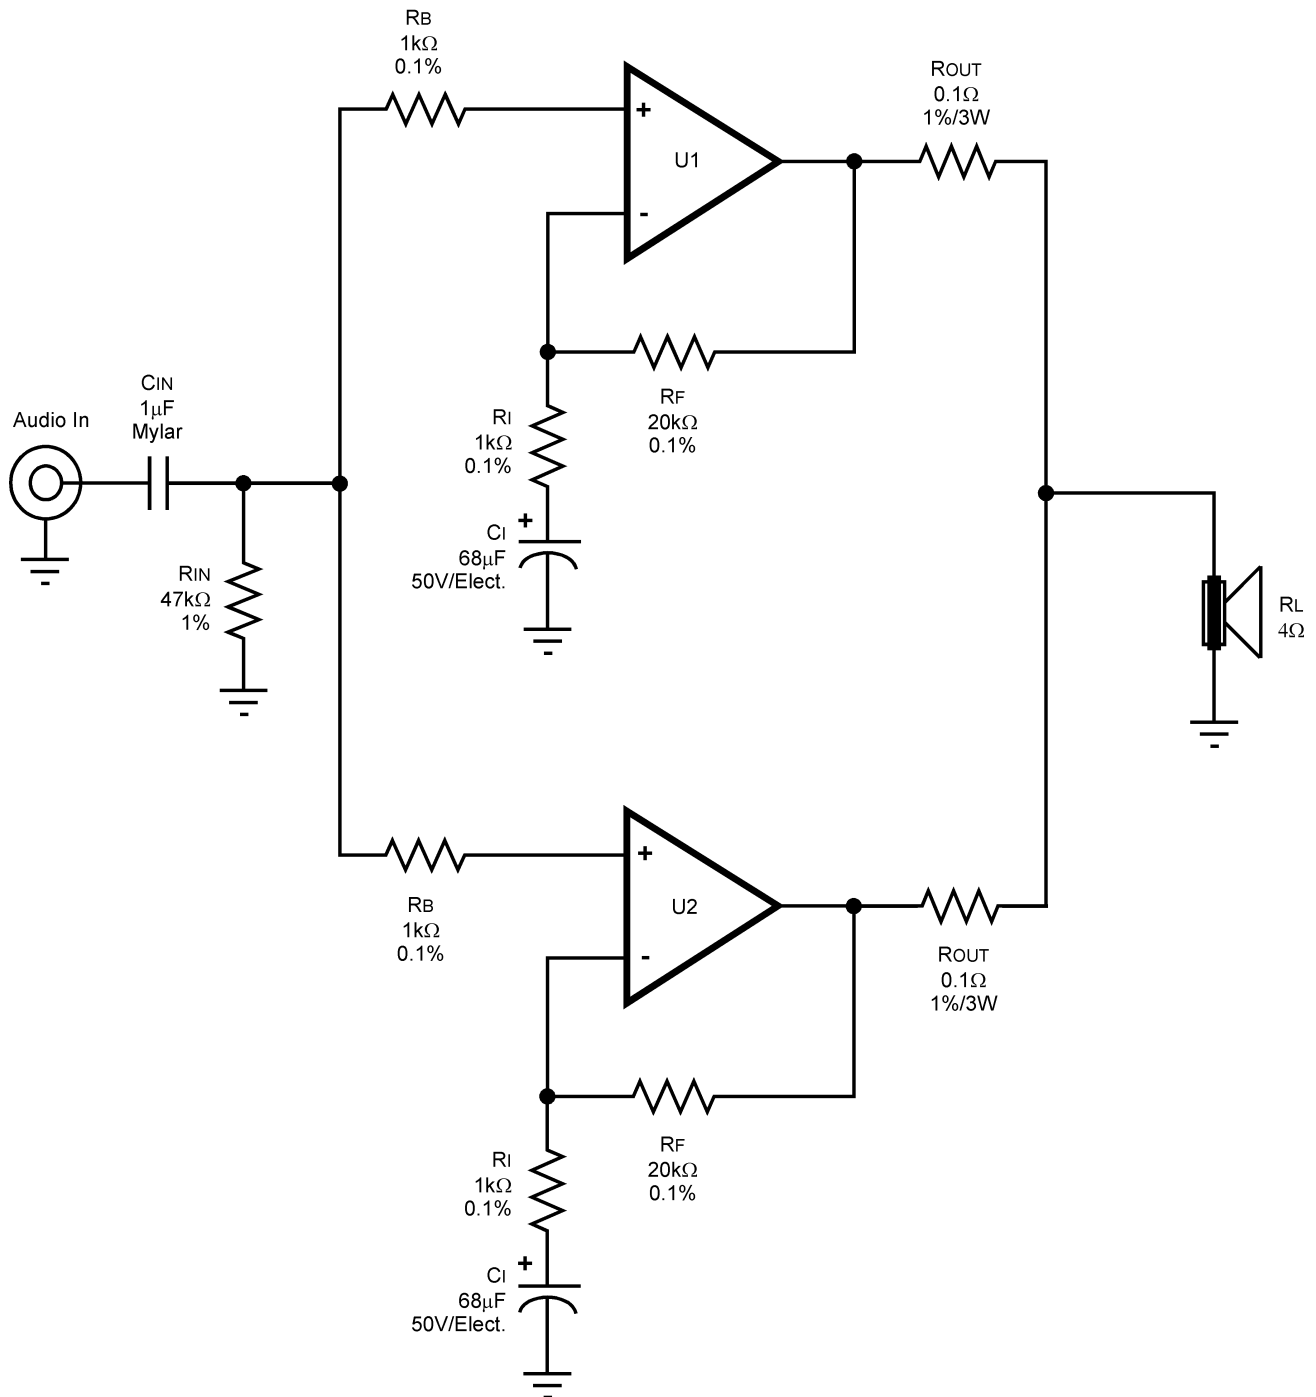 RB
1kΩ
0.1%
+
U1
-
ROUT
0.1Ω
1%/3W
RF
20kΩ
0.1%
RI
1kΩ
0.1%
+
CI
68µF
50V/Elect.
Audio In
CIN
1µF
Mylar
RIN
47kΩ
1%
RL
4Ω
RB
1kΩ
0.1%
+
U2
-
ROUT
0.1Ω
1%/3W
RF
20kΩ
0.1%
RI
1kΩ
0.1%
+
CI
68µF
50V/Elect.